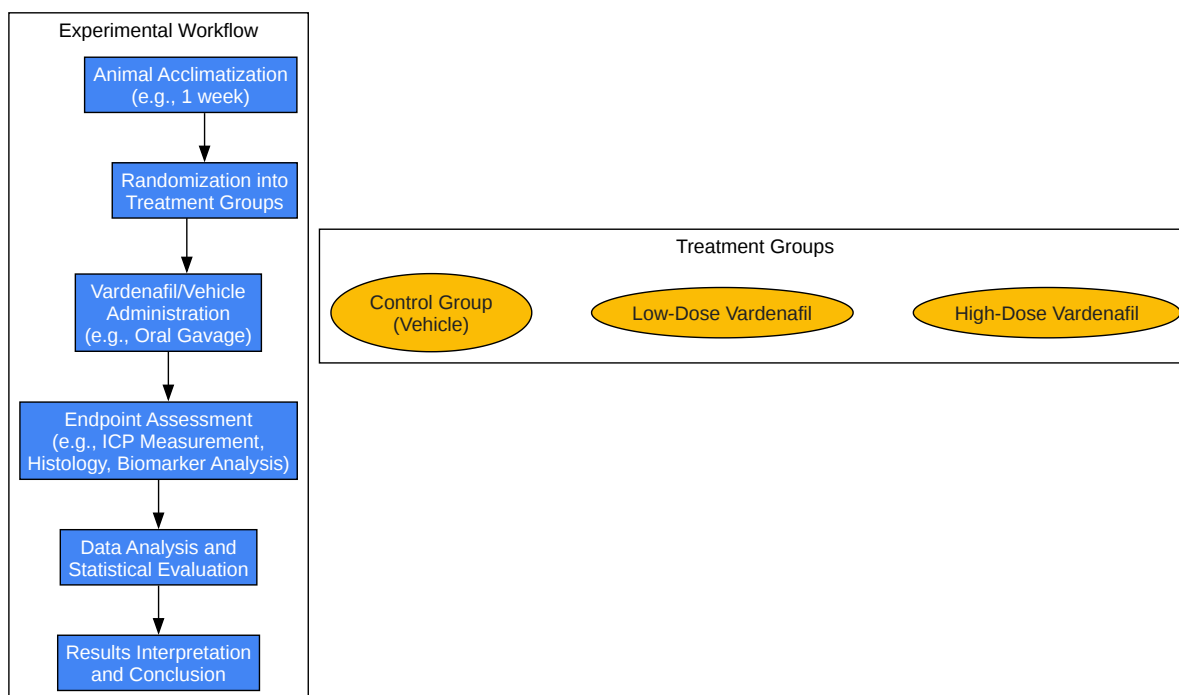 Experimental Workflow
Animal Acclimatization
(e.g., 1 week)
Randomization into
Treatment Groups
Vardenafil/Vehicle
Administration
(e.g., Oral Gavage)
Endpoint Assessment
(e.g., ICP Measurement,
Histology, Biomarker Analysis)
Data Analysis and
Statistical Evaluation
Results Interpretation
and Conclusion
Treatment Groups
Control Group
(Vehicle)
Low-Dose Vardenafil
High-Dose Vardenafil